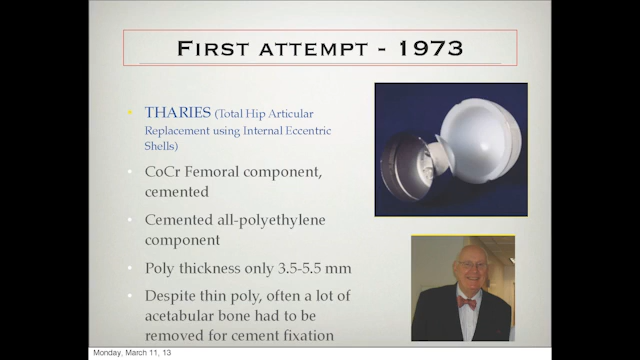 FIRST ATTEMPT - 1973
THARIES (Total Hip Articular
Replacement using Internal Eccentric
Shells)
CoCr Femoral component,
cemented
Cemented all-polyethylene
component
Poly thickness only 3.5-5.5 mm
Despite thin poly, often a lot of
acetabular bone had to be
removed for cement fixation
Monday, March 11, 13